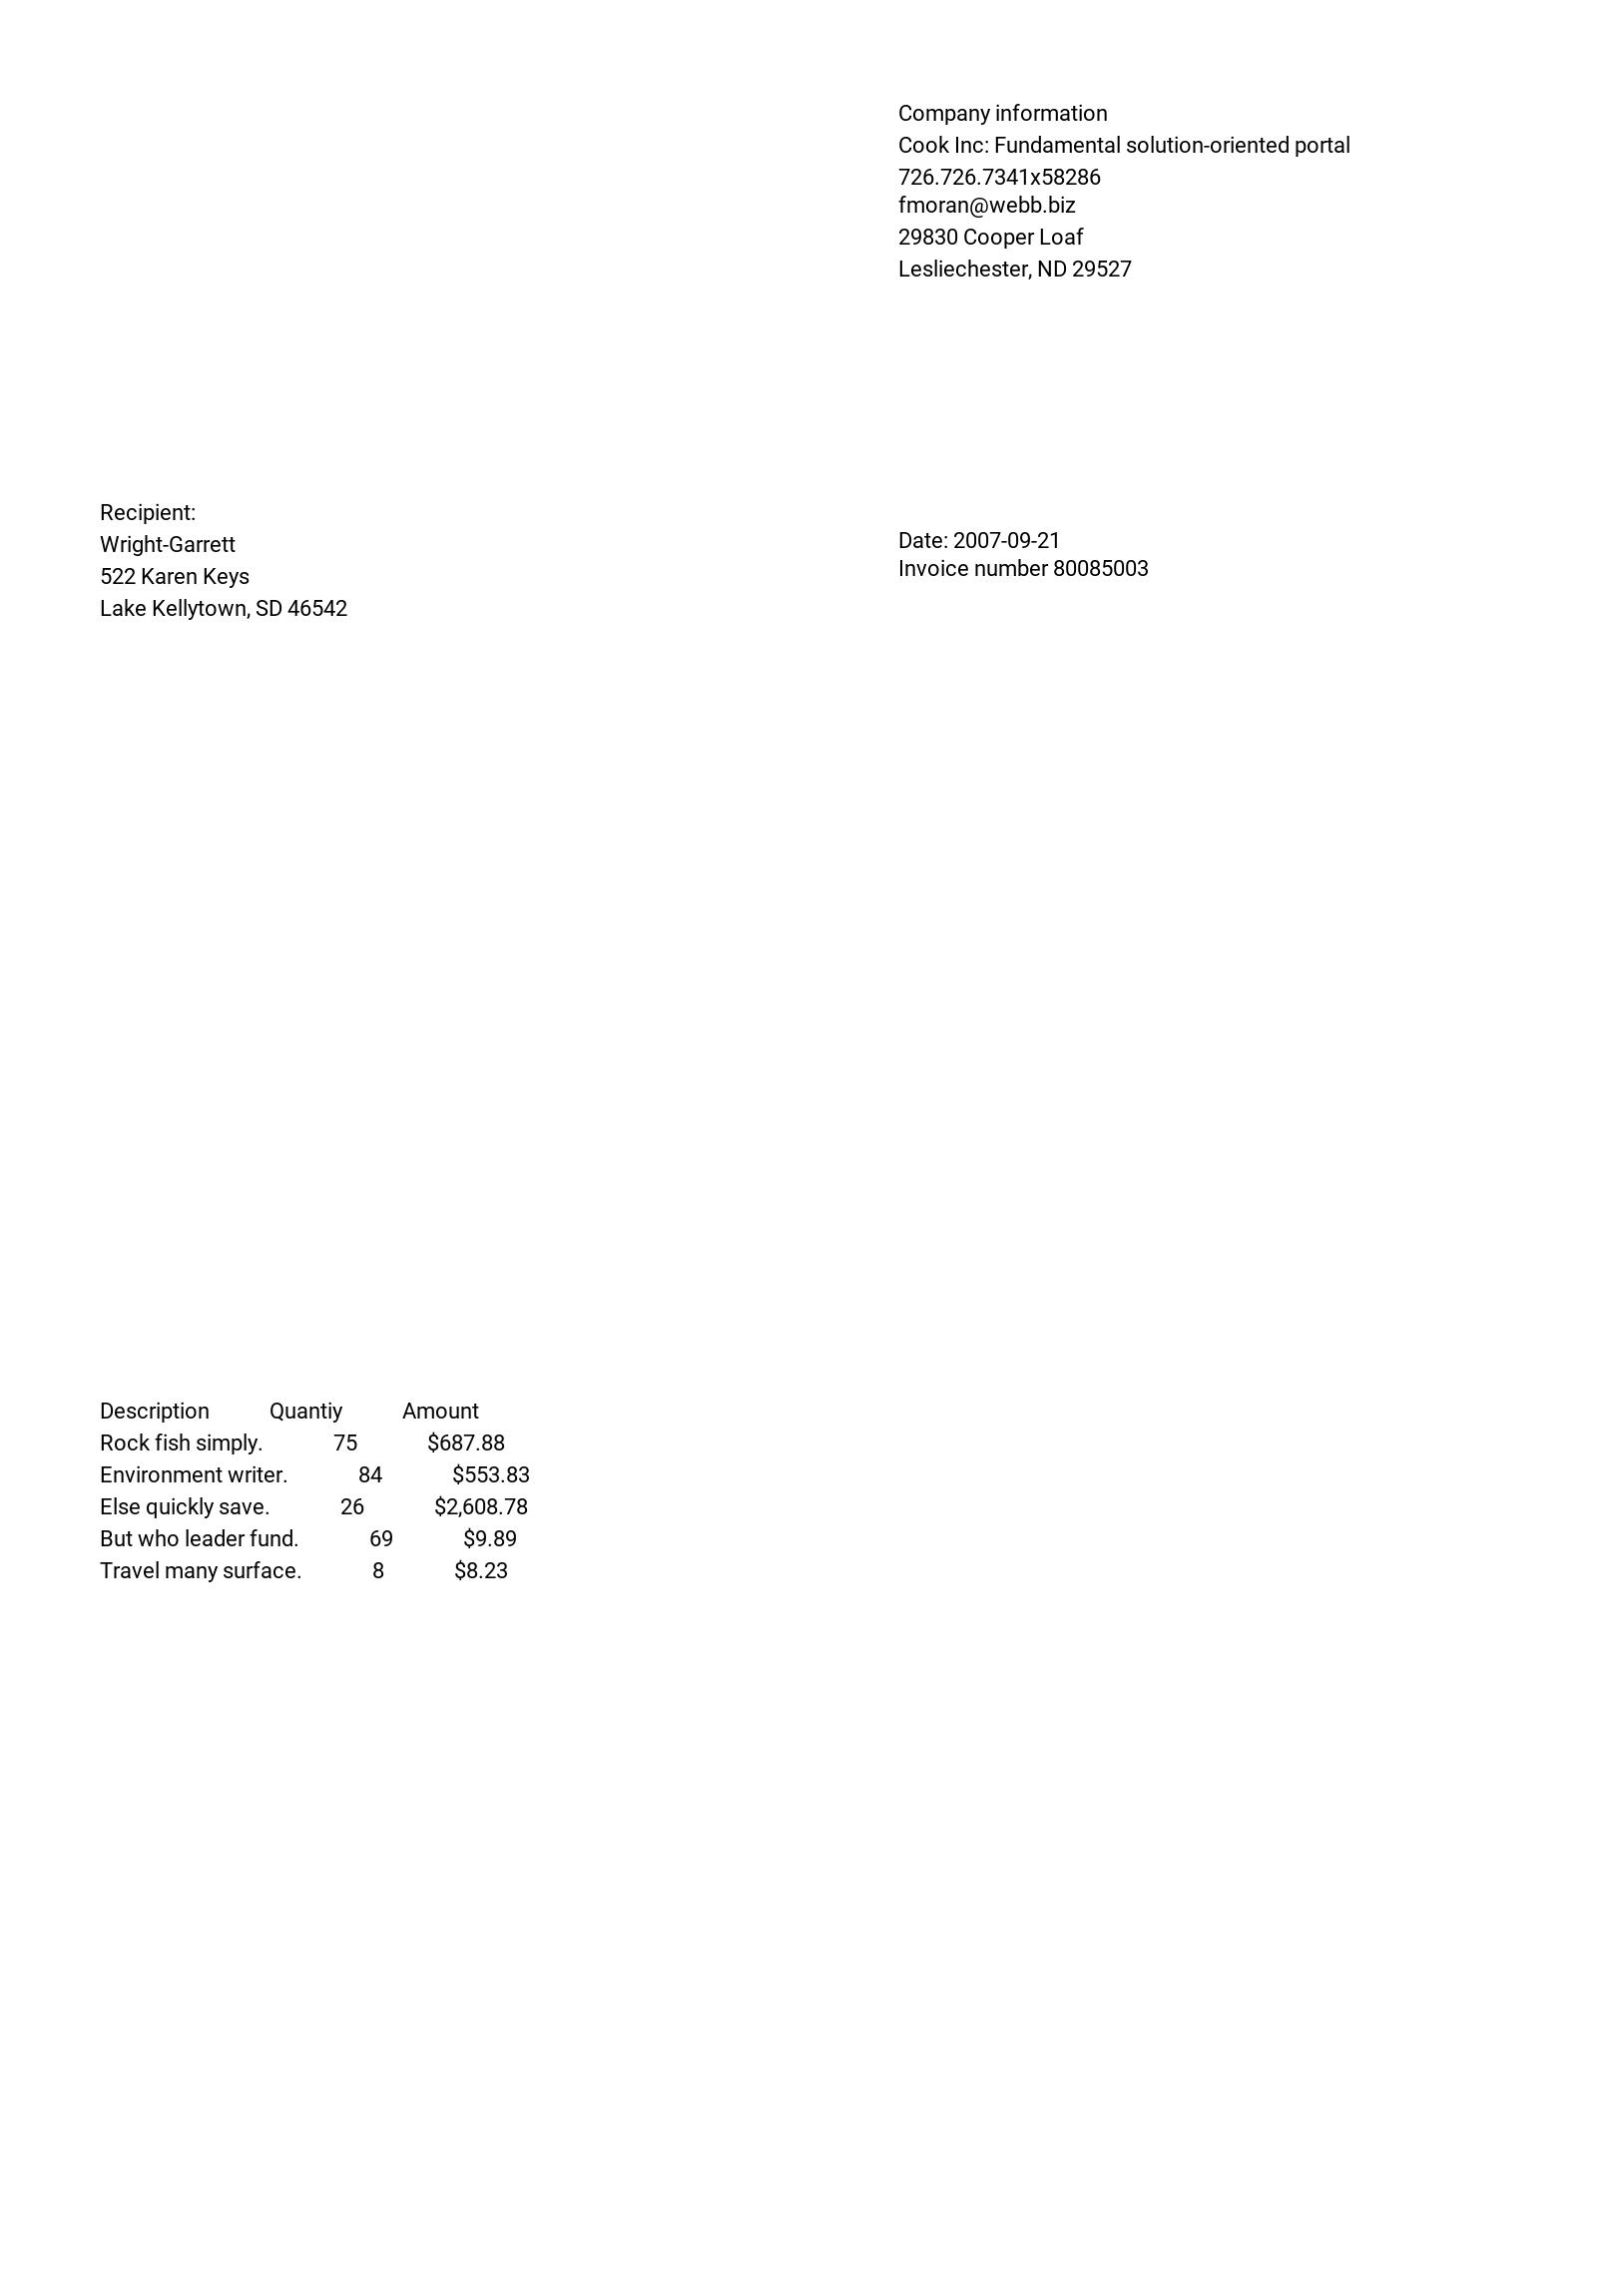 Company information
Cook Inc: Fundamental solution-oriented portal
726.726.7341x58286
fmoran@webb.biz
29830 Cooper Loaf
Lesliechester, ND 29527
Recipient:
Wright-Garrett
522 Karen Keys
Lake Kellytown, SD 46542
Date: 2007-09-21
Invoice number 80085003
Description Quantiy Amount
Rock fish simply. 75 $687.88
Environment writer. 84 $553.83
Else quickly save. 26 $2,608.78
But who leader fund. 69 $9.89
Travel many surface. 8 $8.23